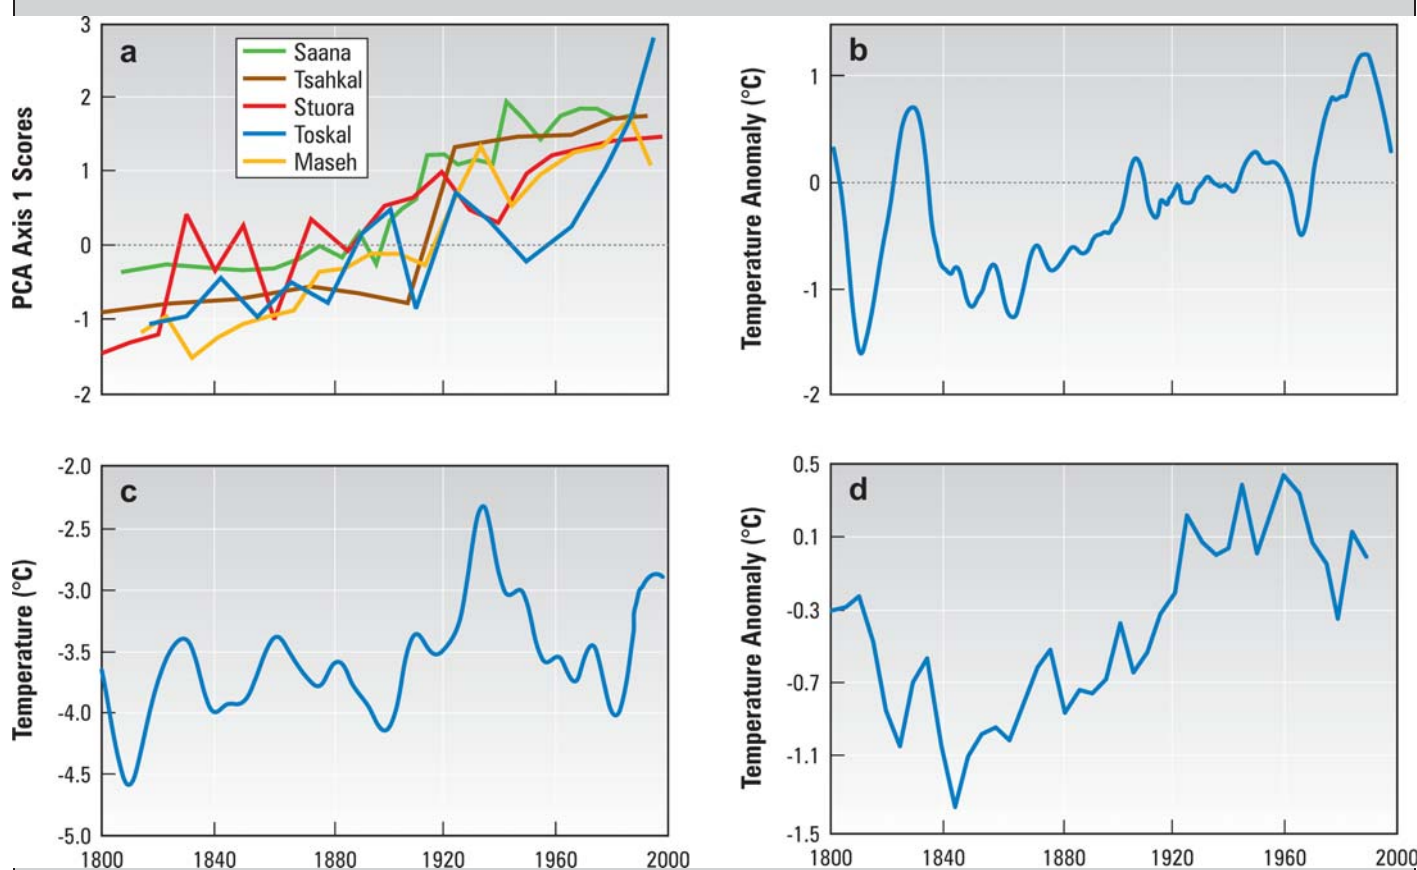 a
3
2
1
0
-1
-2
PCA Axis 1 Scores
Saana
Tsahkal
Stuora
Toskal
Maseh
b
1
0
-1
-2
Temperature Anomaly (°C)
c
-2.0
-2.5
-3.0
-3.5
-4.0
-4.5
-5.0
Temperature (°C)
1800 1840 1880 1920 1960 2000
d
0.5
0.1
-0.3
-0.7
-1.1
-1.5
Temperature Anomaly (°C)
1800 1840 1880 1920 1960 2000